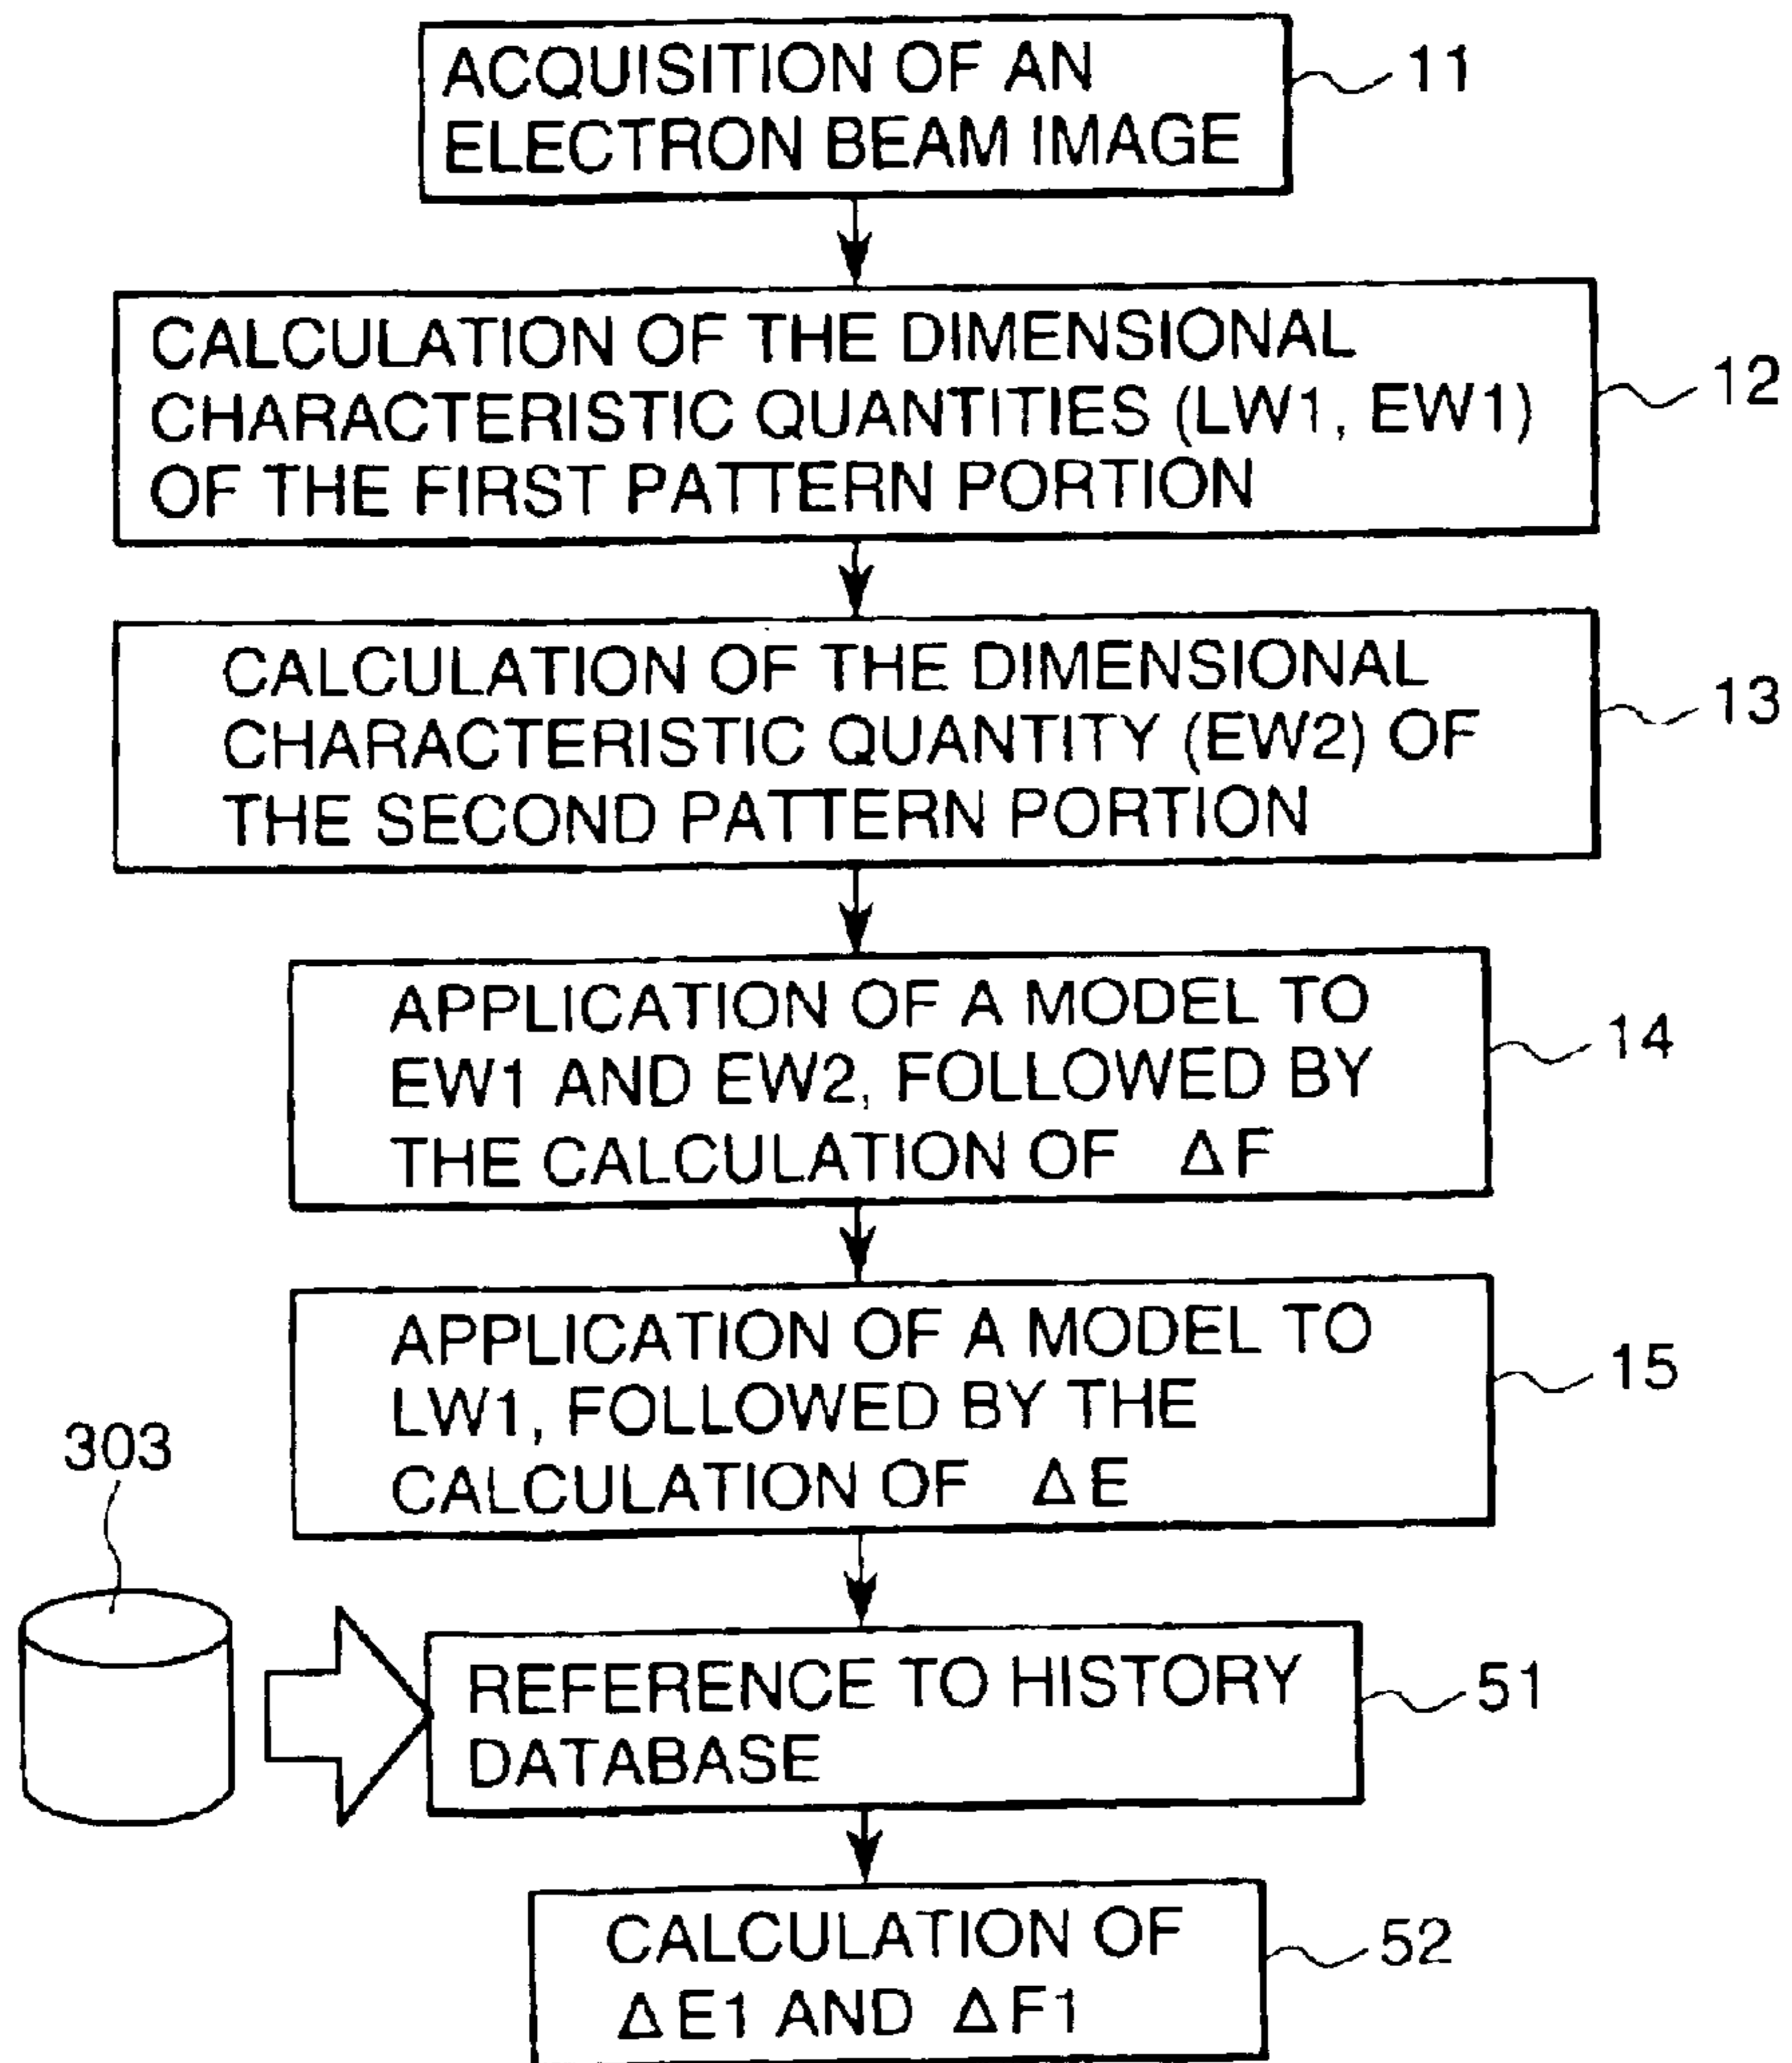 ACQUISITION OF AN
ELECTRON BEAM IMAGE
11
CALCULATION OF THE DIMENSIONAL
CHARACTERISTIC QUANTITIES (LW1, EW1)
OF THE FIRST PATTERN PORTION
12
CALCULATION OF THE DIMENSIONAL
CHARACTERISTIC QUANTITY (EW2) OF
THE SECOND PATTERN PORTION
13
APPLICATION OF A MODEL TO
EW1 AND EW2, FOLLOWED BY
THE CALCULATION OF ΔF
14
APPLICATION OF A MODEL TO
LW1, FOLLOWED BY THE
CALCULATION OF ΔE
15
303
REFERENCE TO HISTORY
DATABASE
51
CALCULATION OF
ΔE1 AND ΔF1
52